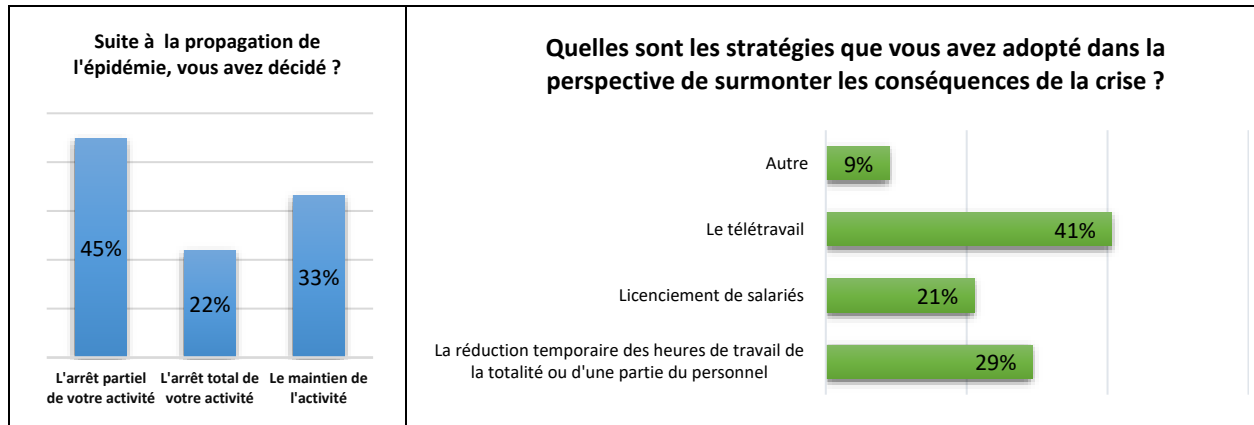 Suite à la propagation de
l'épidémie, vous avez décidé ?
45%
22%
33%
L'arrêt partiel
de votre activité
L'arrêt total de
votre activité
Le maintien de
l'activité
Quelles sont les stratégies que vous avez adopté dans la
perspective de surmonter les conséquences de la crise ?
Autre
9%
Le télétravail
41%
Licenciement de salariés
21%
La réduction temporaire des heures de travail de
la totalité ou d'une partie du personnel
29%